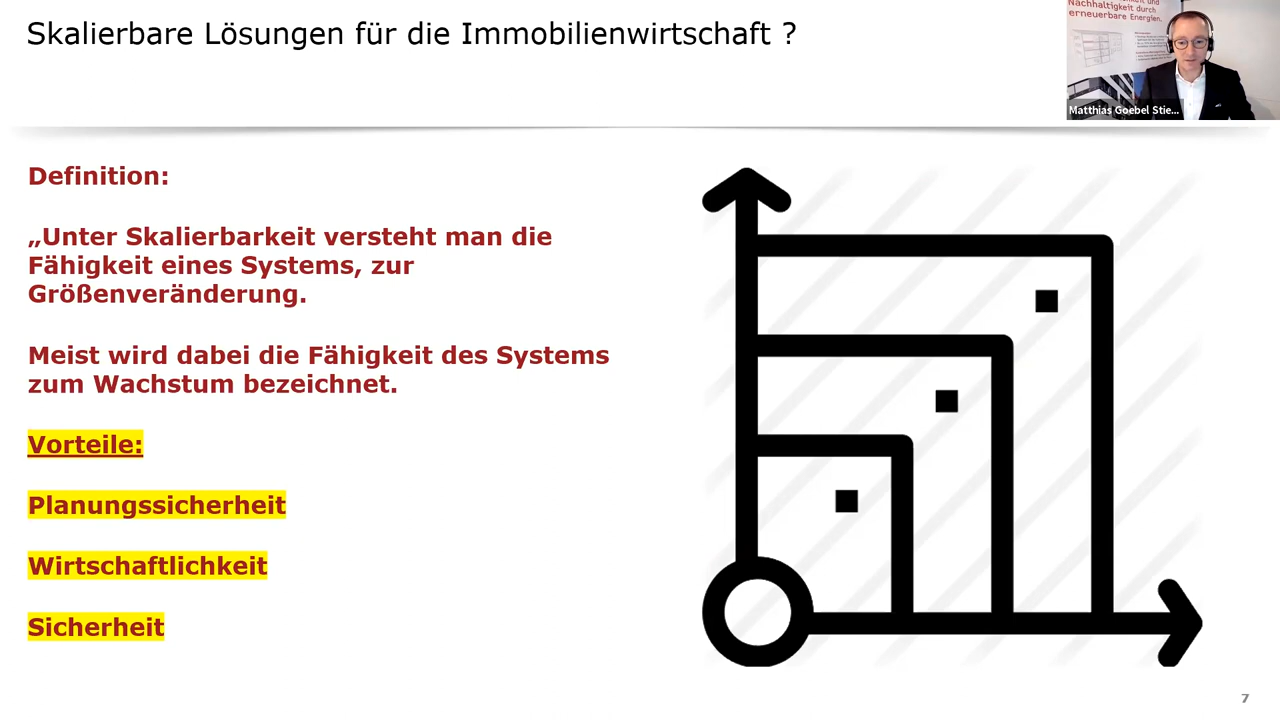 Skalierbare Lösungen für die Immobilienwirtschaft ?
Nachhaltigkeit durch
erneuerbare Energien.
Matthias Goebel Stie...
Definition:
„Unter Skalierbarkeit versteht man die
Fähigkeit eines Systems, zur
Größenveränderung.
Meist wird dabei die Fähigkeit des Systems
zum Wachstum bezeichnet.
Vorteile:
Planungssicherheit
Wirtschaftlichkeit
Sicherheit
7